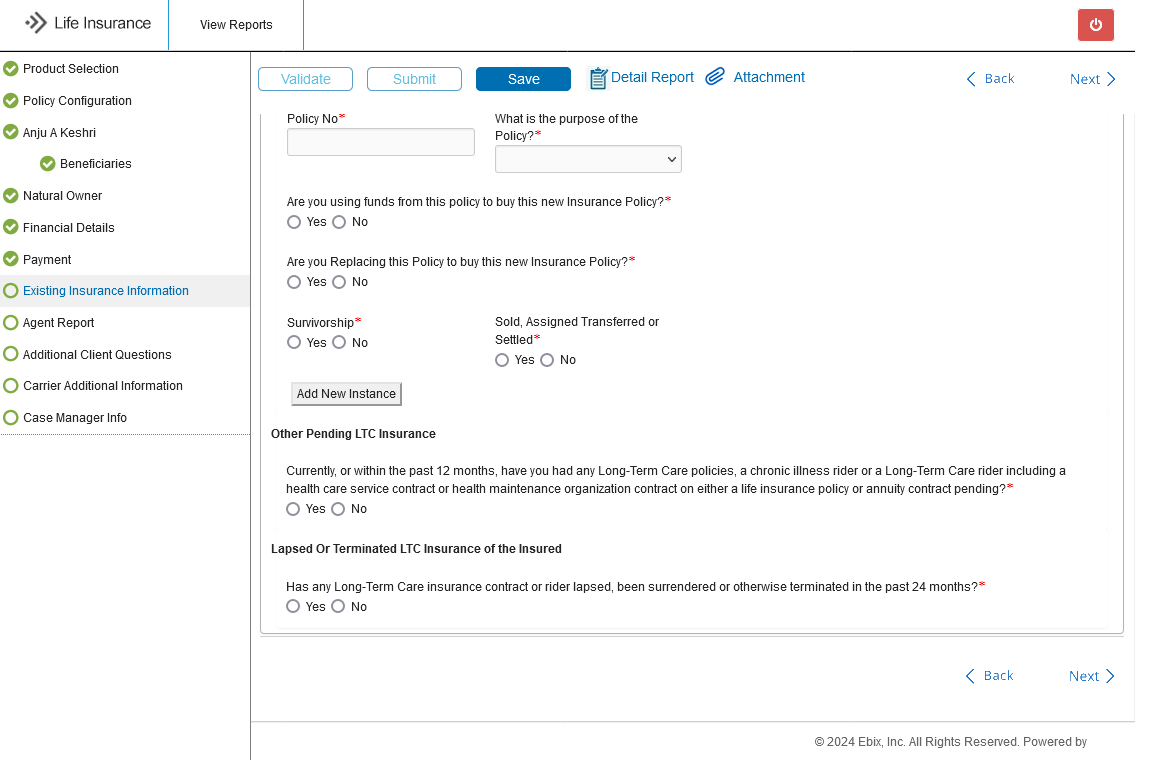 Life Insurance
View Reports
Product Selection
Policy Configuration
Anju A Keshri
Beneficiaries
Natural Owner
Financial Details
Payment
Existing Insurance Information
Agent Report
Additional Client Questions
Carrier Additional Information
Case Manager Info
Validate
Submit
Save
Detail Report
Attachment
Back
Next
Policy No*
What is the purpose of the
Policy?*
Are you using funds from this policy to buy this new Insurance Policy?*
Yes No
Are you Replacing this Policy to buy this new Insurance Policy?*
Yes No
Survivorship*
Yes No
Sold, Assigned Transferred or
Settled*
Yes No
Add New Instance
Other Pending LTC Insurance
Currently, or within the past 12 months, have you had any Long-Term Care policies, a chronic illness rider or a Long-Term Care rider including a
health care service contract or health maintenance organization contract on either a life insurance policy or annuity contract pending?*
Yes No
Lapsed Or Terminated LTC Insurance of the Insured
Has any Long-Term Care insurance contract or rider lapsed, been surrendered or otherwise terminated in the past 24 months?*
Yes No
Back
Next
© 2024 Ebix, Inc. All Rights Reserved. Powered by